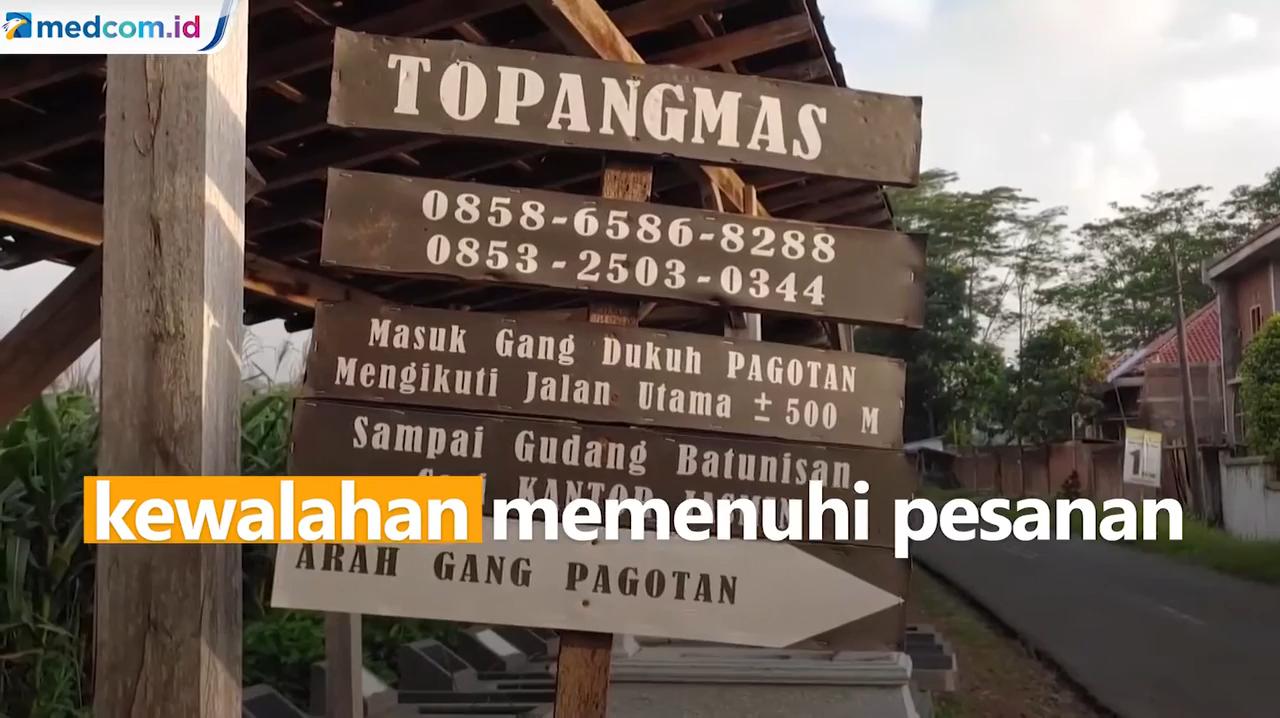 medcom.id
TOPANGMAS
0858-6586-8288
0853-2503-0344
Masuk Gang Dukuh PAGOTAN
Mengikuti Jalan Utama ± 500 M
Sampai Gudang Batunisan
KANTOR
kewalahan memenuhi pesanan
ARAH GANG PAGOTAN